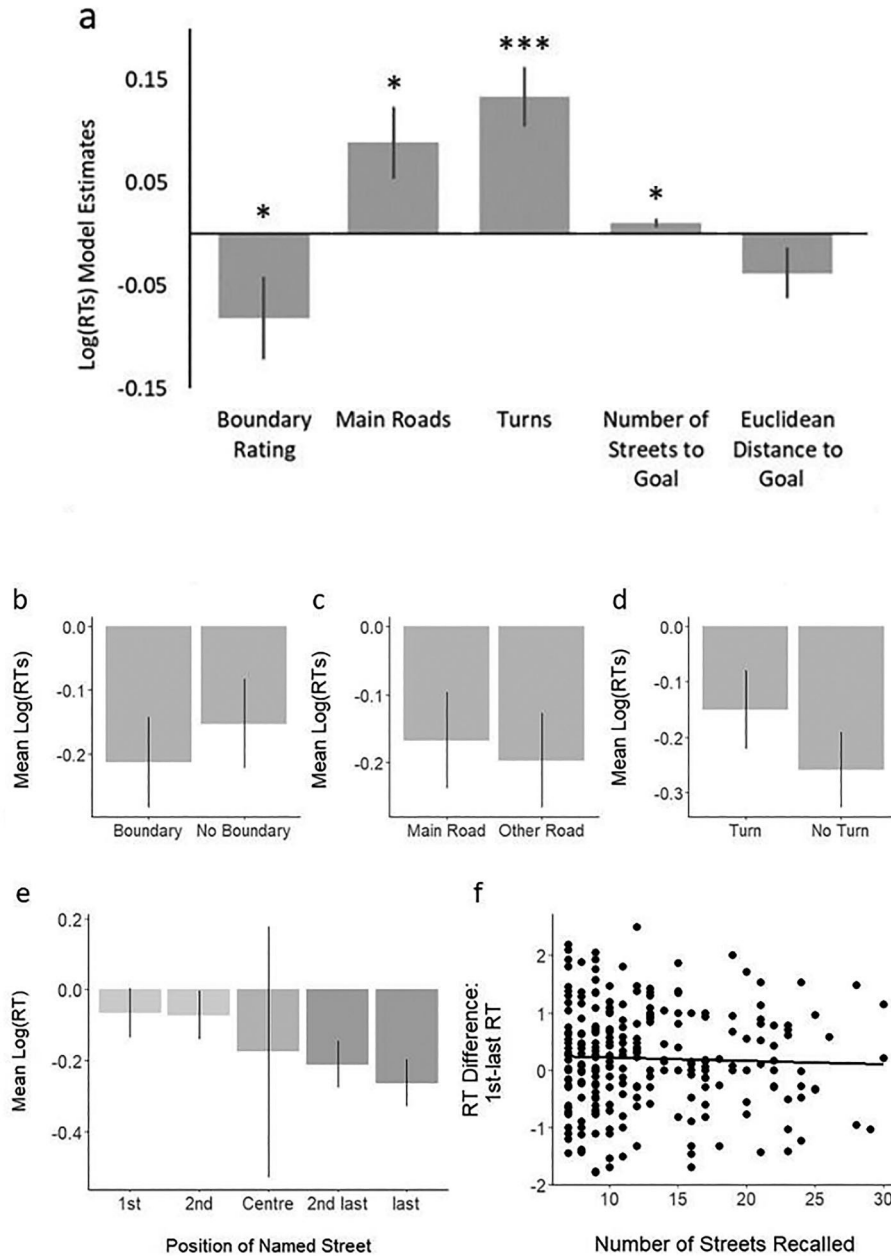 a
Log(RTs) Model Estimates
0.15
0.05
-0.05
-0.15
*
*
***
*
Boundary Rating
Main Roads
Turns
Number of Streets to Goal
Euclidean Distance to Goal
b
Mean Log(RTs)
0.0
-0.1
-0.2
Boundary
No Boundary
c
Mean Log(RTs)
0.0
-0.1
-0.2
Main Road
Other Road
d
Mean Log(RTs)
0.0
-0.1
-0.2
-0.3
Turn
No Turn
e
Mean Log(RT)
0.2
0.0
-0.2
-0.4
1st
2nd
Centre
2nd last
last
Position of Named Street
f
RT Difference:
1st-last RT
2
1
0
-1
-2
10
15
20
25
30
Number of Streets Recalled